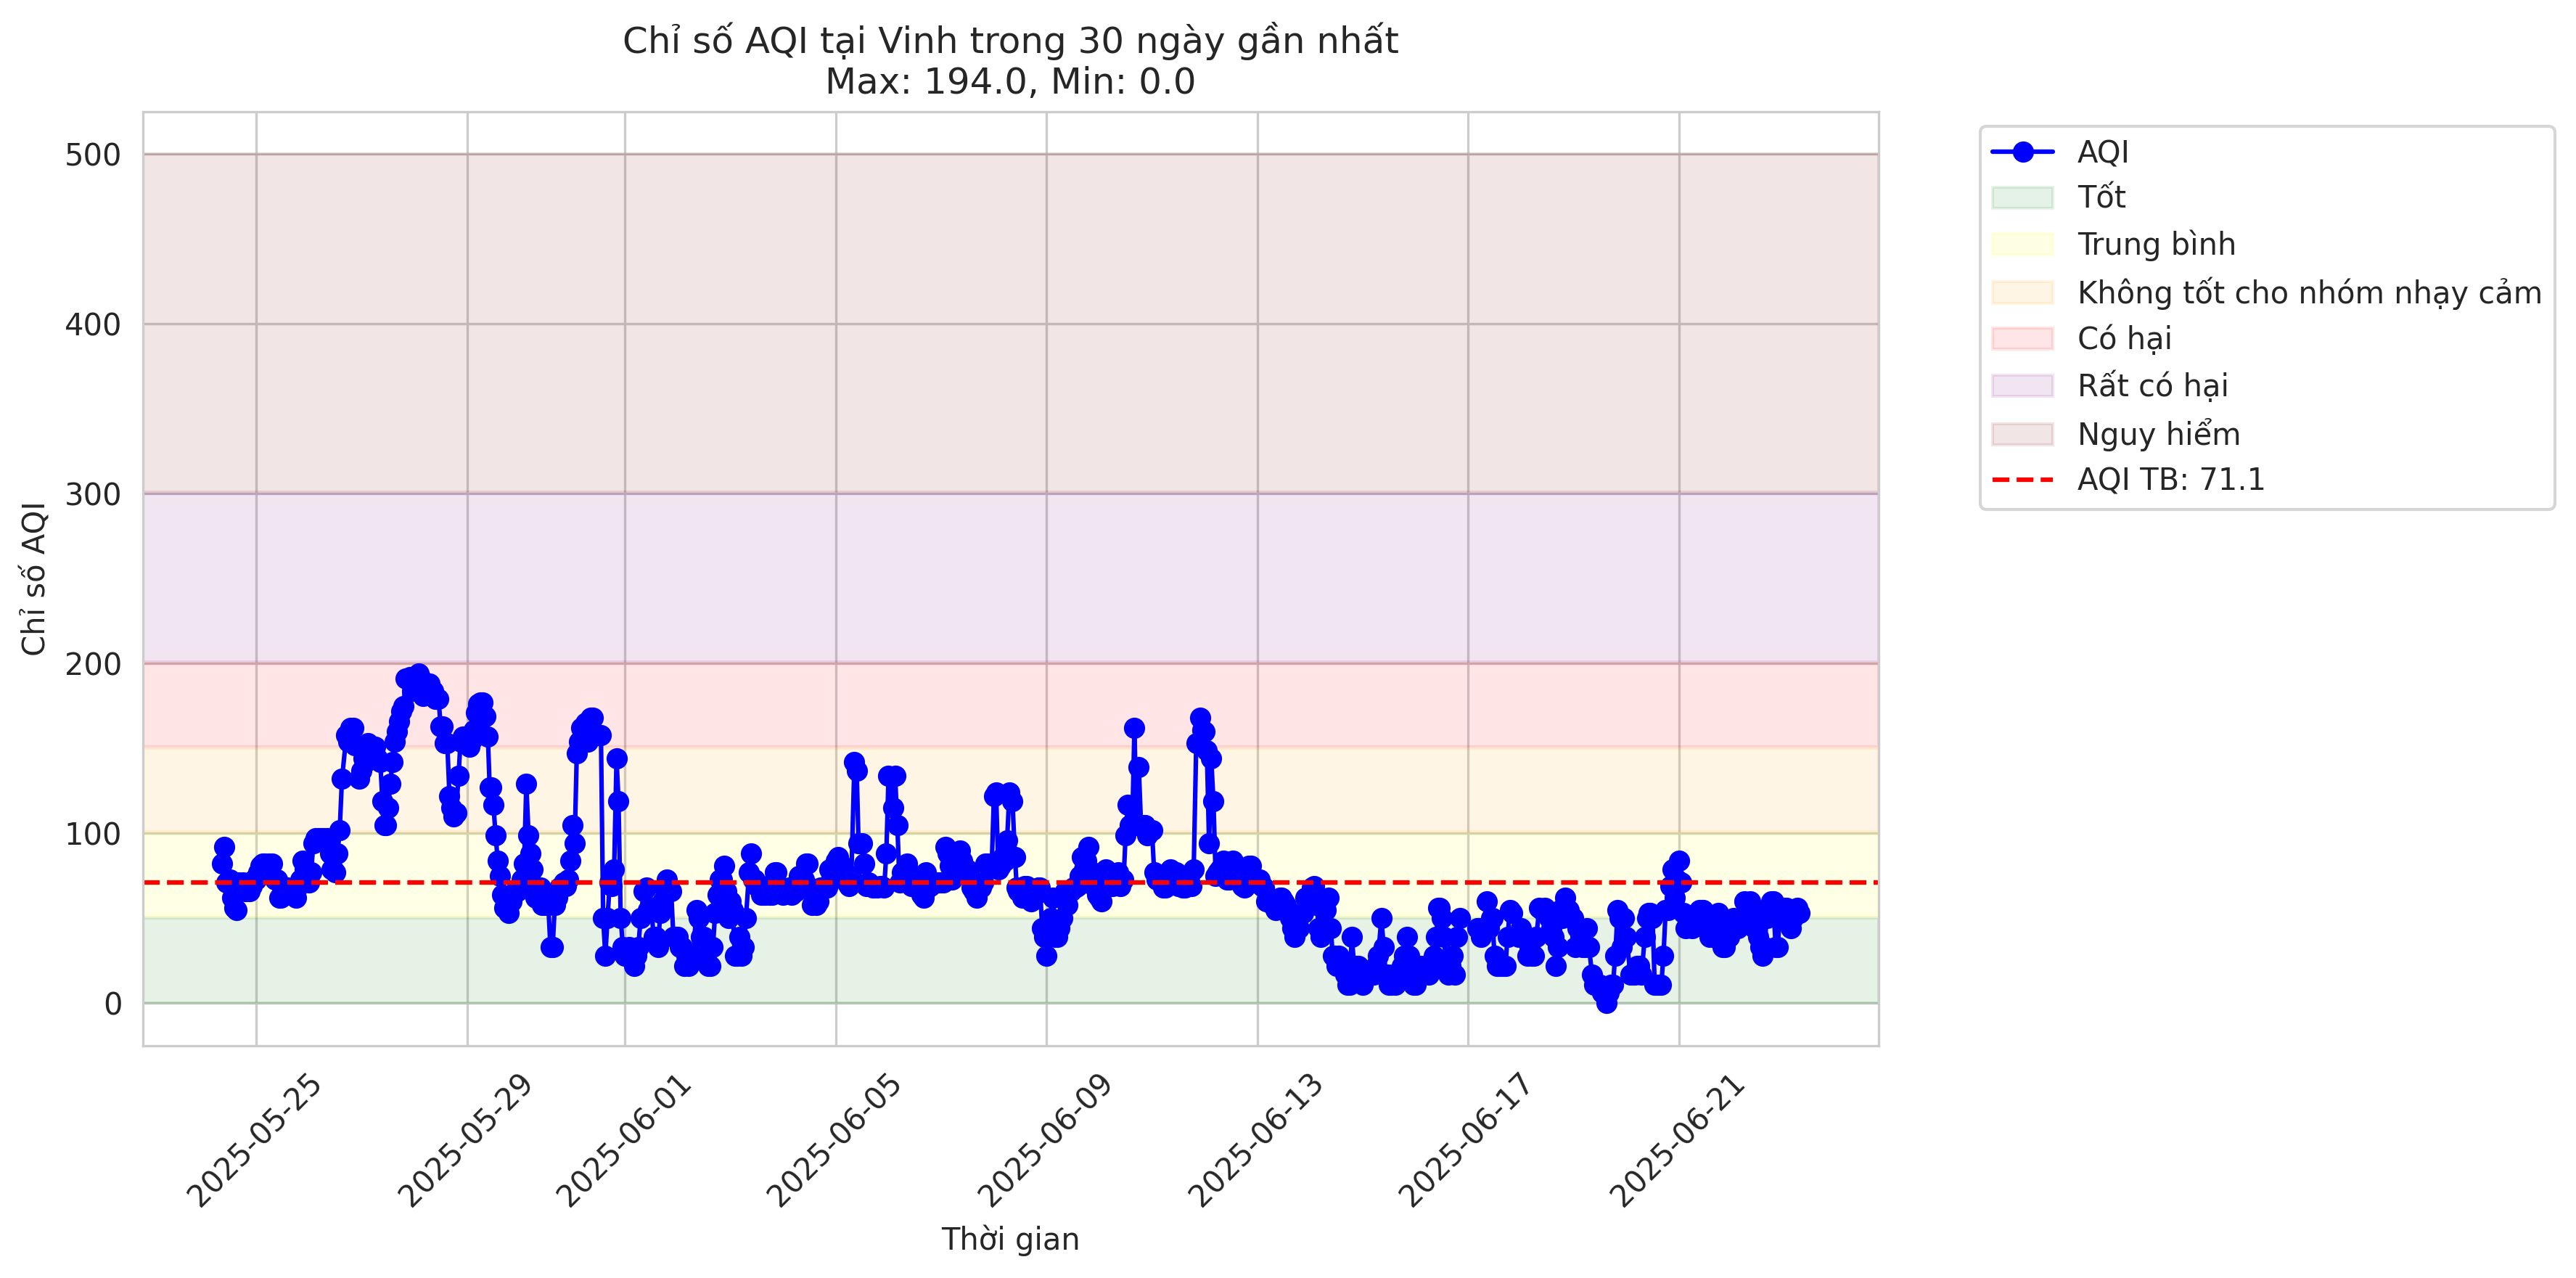 Chỉ số AQI tại Vinh trong 30 ngày gần nhất
Max: 194.0, Min: 0.0
Chỉ số AQI
500
400
300
200
100
0
2025-05-25
2025-05-29
2025-06-01
2025-06-05
2025-06-09
2025-06-13
2025-06-17
2025-06-21
Thời gian
AQI
Tốt
Trung bình
Không tốt cho nhóm nhạy cảm
Có hại
Rất có hại
Nguy hiểm
AQI TB: 71.1